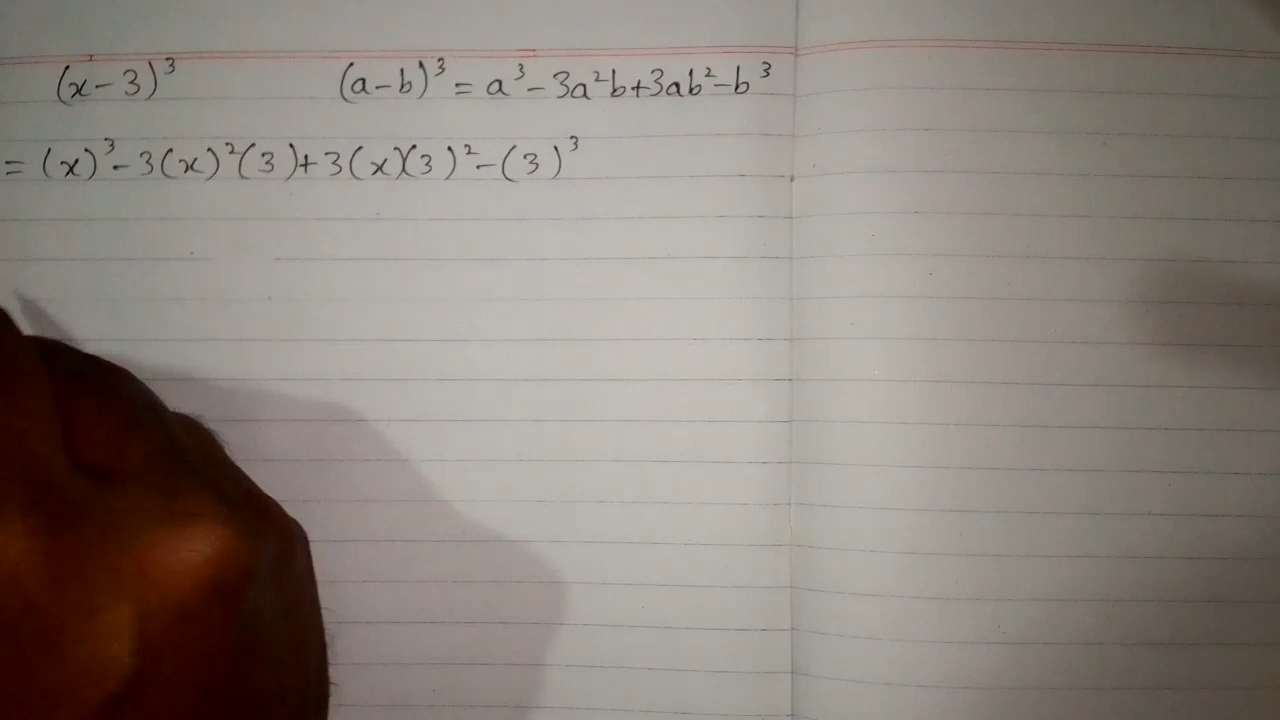 (x-3)³ (a-b)³ = a³ - 3a²b+3ab²-b³
= (x)³ - 3(x)²(3)+3(x)(3)²-(3)³